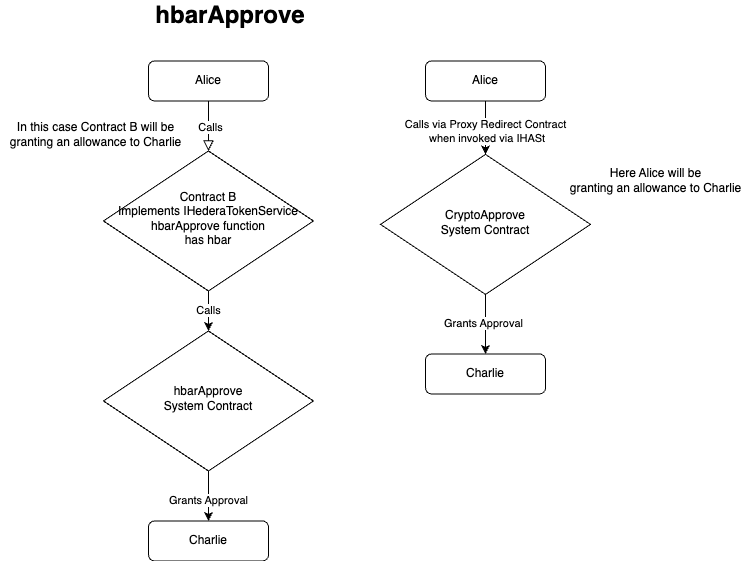 hbarApprove
Alice
In this case Contract B will be
granting an allowance to Charlie
Calls
Contract B
Implements IHederaTokenService
hbarApprove function
has hbar
Calls
hbarApprove
System Contract
Grants Approval
Charlie
Alice
Calls via Proxy Redirect Contract
when invoked via IHASt
Here Alice will be
granting an allowance to Charlie
CryptoApprove
System Contract
Grants Approval
Charlie